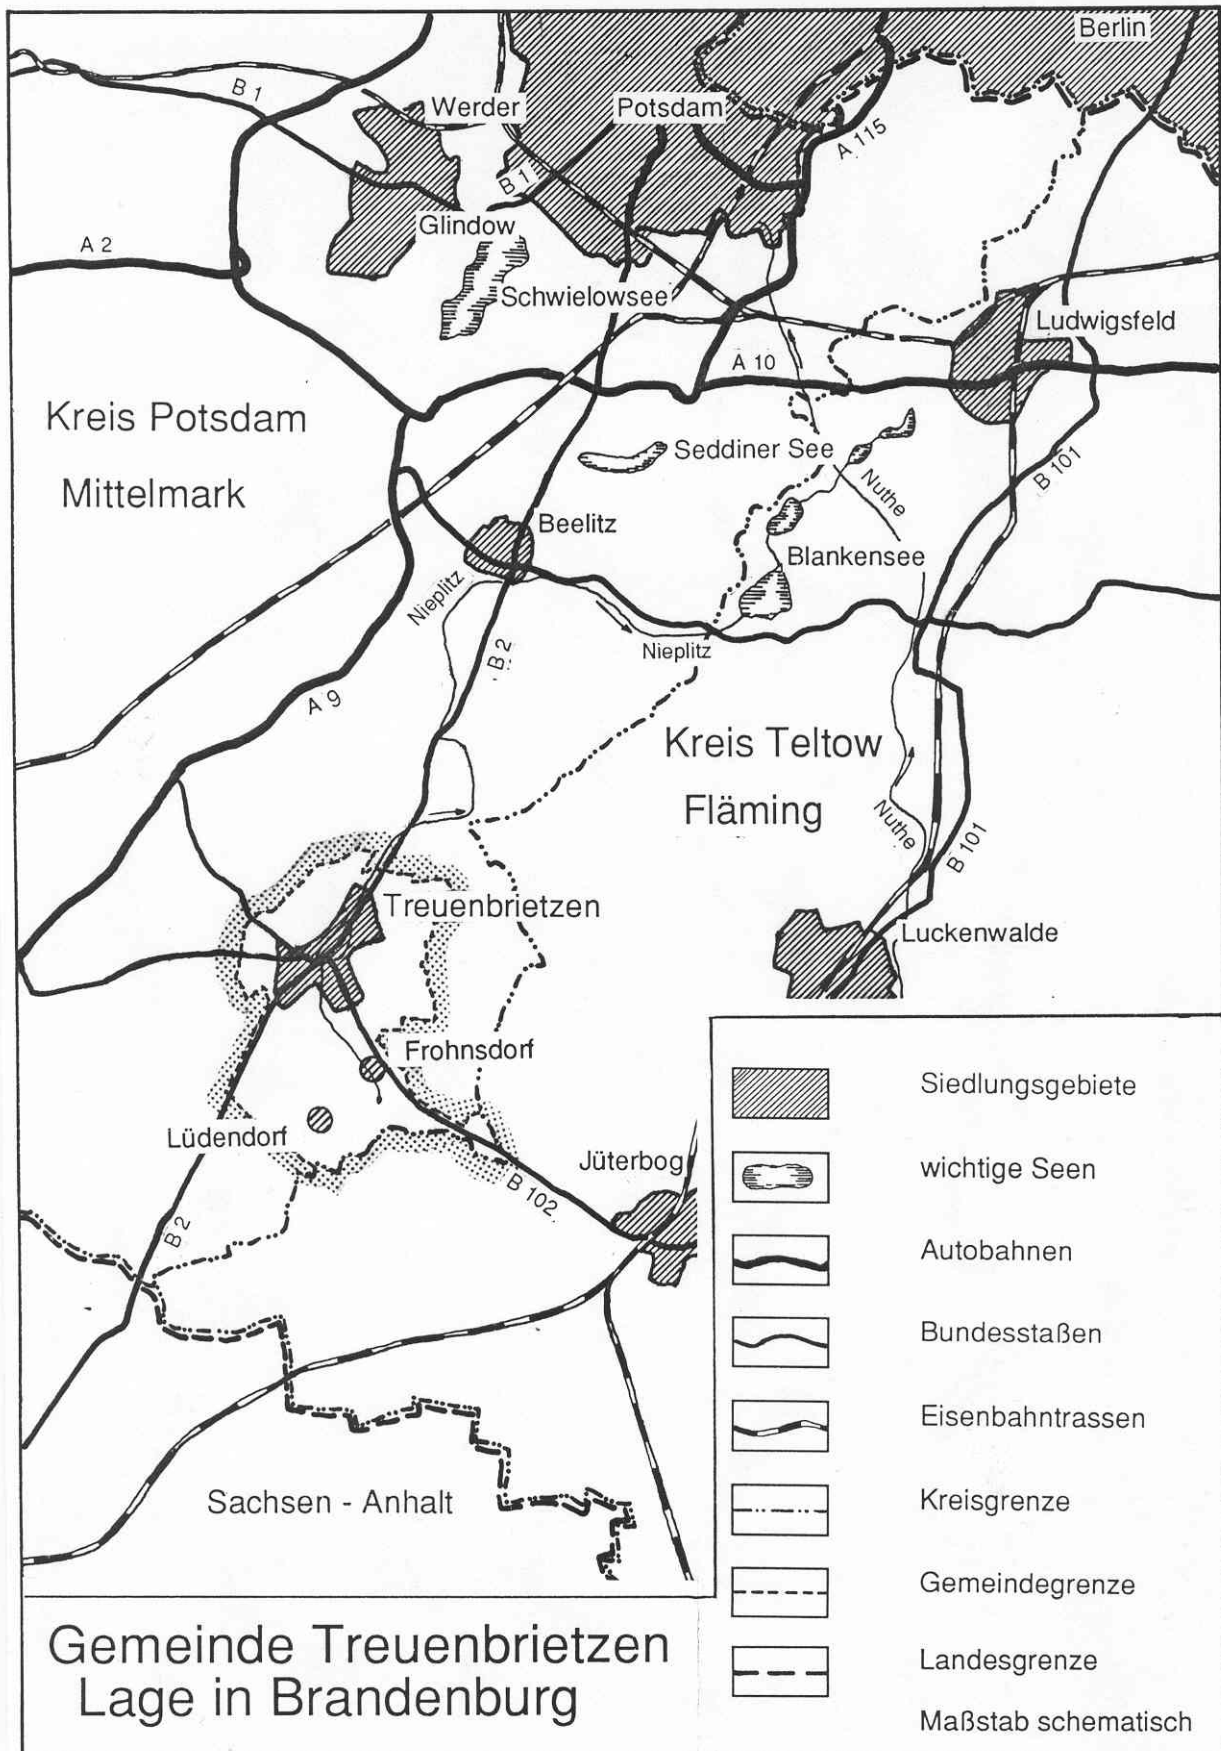 Berlin
B 1
Werder
Potsdam
A 115
B 1
Glindow
A 2
Schwielowsee
Ludwigsfeld
A 10
Kreis Potsdam
Mittelmark
Seddiner See
B 101
Nuthe
Beelitz
Blankensee
Nieplitz
Nieplitz
B 2
A 9
Kreis Teltow
Fläming
Nuthe
B 101
Treuenbrietzen
Luckenwalde
Frohnsdorf
Lüdendorf
Jüterbog
B 102
B 2
Sachsen - Anhalt
Siedlungsgebiete
wichtige Seen
Autobahnen
Bundesstaßen
Eisenbahntrassen
Kreisgrenze
Gemeindegrenze
Landesgrenze
Maßstab schematisch
Gemeinde Treuenbrietzen
Lage in Brandenburg